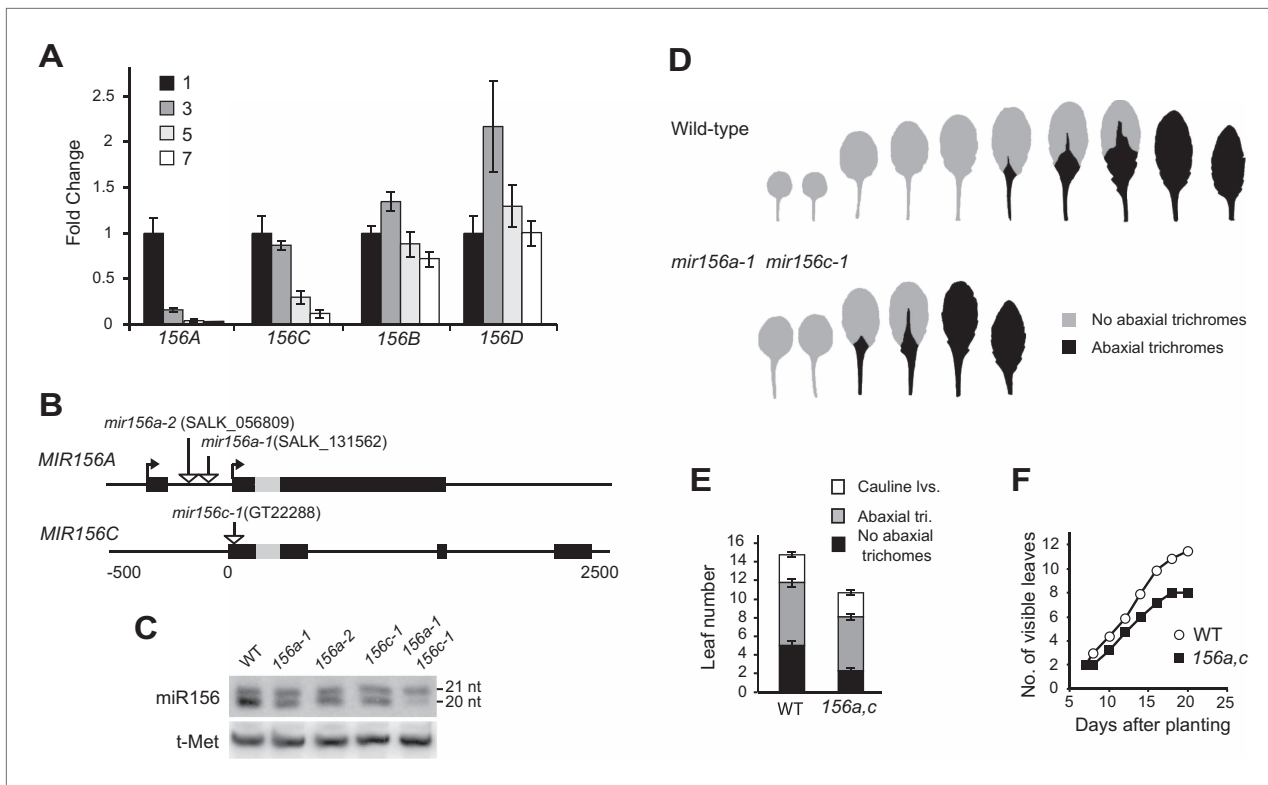 A
1
3
5
7
2.5
2
1.5
1
0.5
0
Fold Change
156A
156C
156B
156D
B
mir156a-2 (SALK_056809)
mir156a-1(SALK_131562)
MIR156A
mir156c-1(GT22288)
MIR156C
-500
0
2500
C
WT
156a-1
156a-2
156c-1
156a-1
156c-1
miR156
21 nt
20 nt
t-Met
D
Wild-type
mir156a-1 mir156c-1
No abaxial trichromes
Abaxial trichromes
E
Cauline lvs.
Abaxial tri.
No abaxial
trichomes
16
14
12
10
8
6
4
2
0
Leaf number
WT
156a,c
F
12
10
8
6
4
2
0
No. of visible leaves
WT
156a,c
5
10
15
20
25
Days after planting